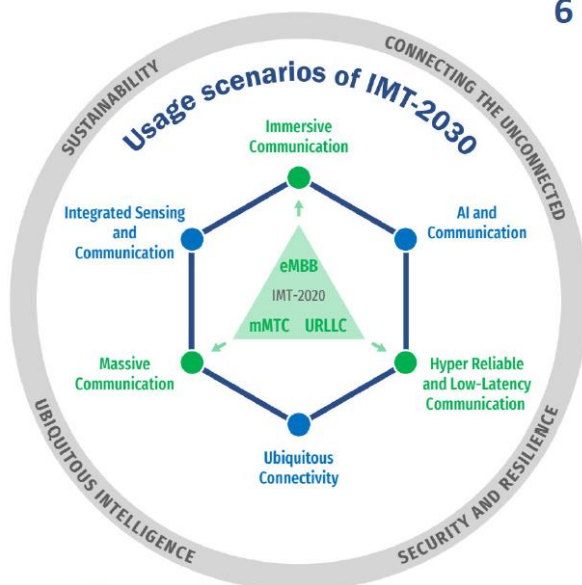 6
SUSTAINABILITY
CONNECTING THE UNCONNECTED
Usage scenarios of IMT-2030
Immersive
Communication
Integrated Sensing
and
Communication
AI and
Communication
eMBB
IMT-2020
mMTC URLLC
Massive
Communication
Hyper Reliable
and Low-Latency
Communication
Ubiquitous
Connectivity
UBIQUITOUS INTELLIGENCE
SECURITY AND RESILIENCE